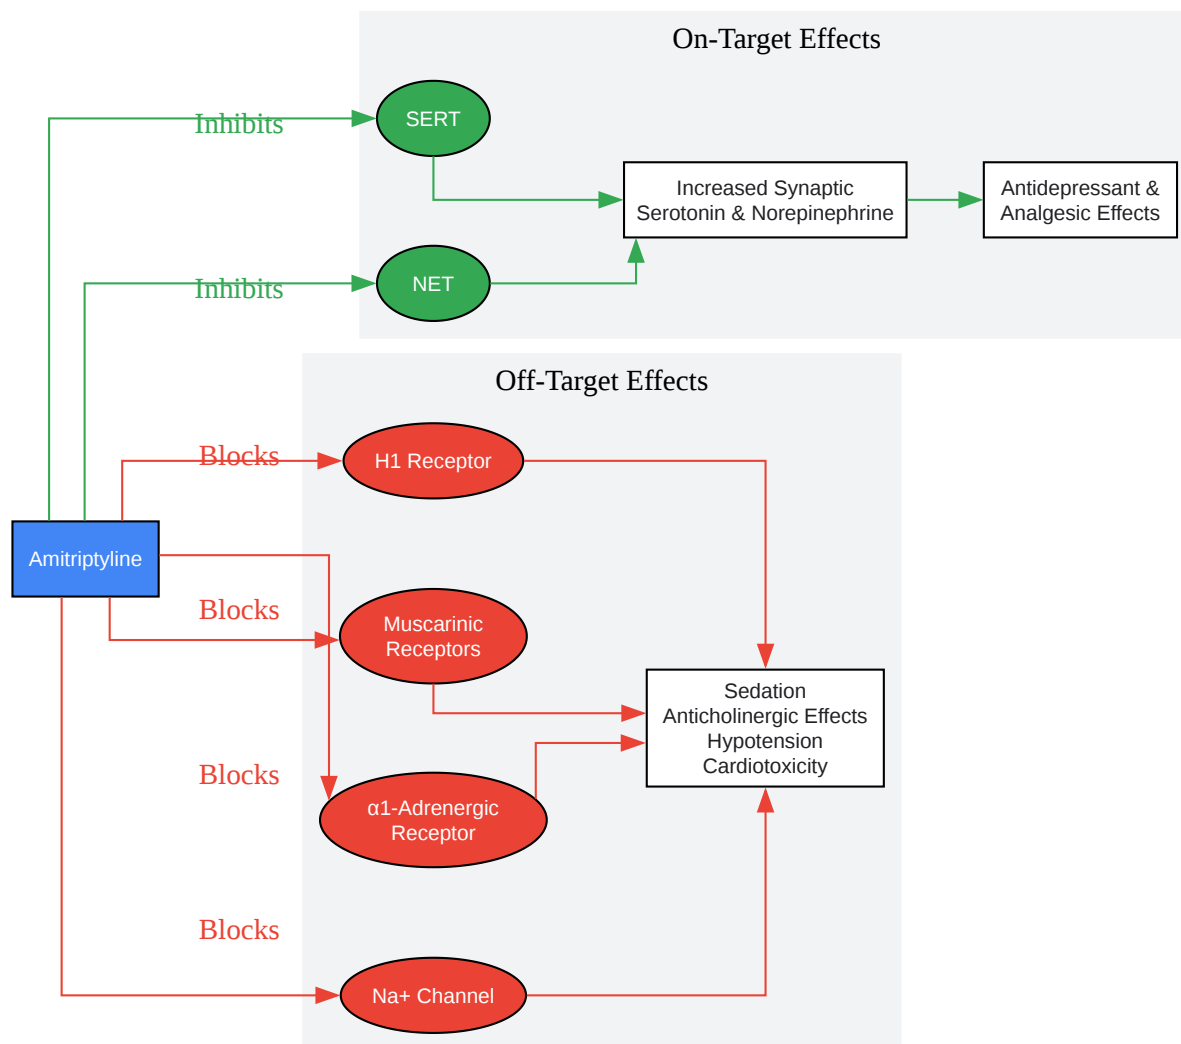 On-Target Effects
Inhibits
SERT
Increased Synaptic
Serotonin & Norepinephrine
Antidepressant &
Analgesic Effects
Inhibits
NET
Off-Target Effects
Blocks
H1 Receptor
Amitriptyline
Blocks
Muscarinic
Receptors
Sedation
Anticholinergic Effects
Hypotension
Cardiotoxicity
Blocks
α1-Adrenergic
Receptor
Blocks
Na+ Channel